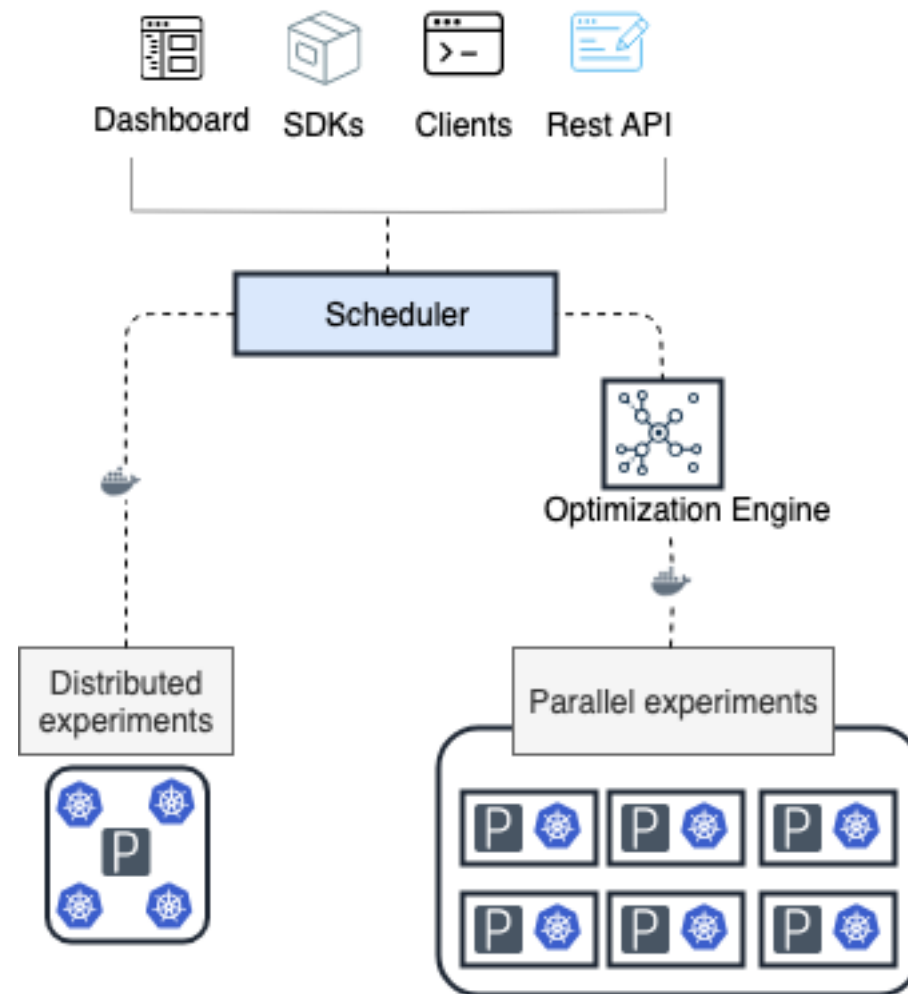 Dashboard
SDKs
Clients
Rest API
Scheduler
Optimization Engine
Distributed
experiments
Parallel experiments
P
P P P
P P P